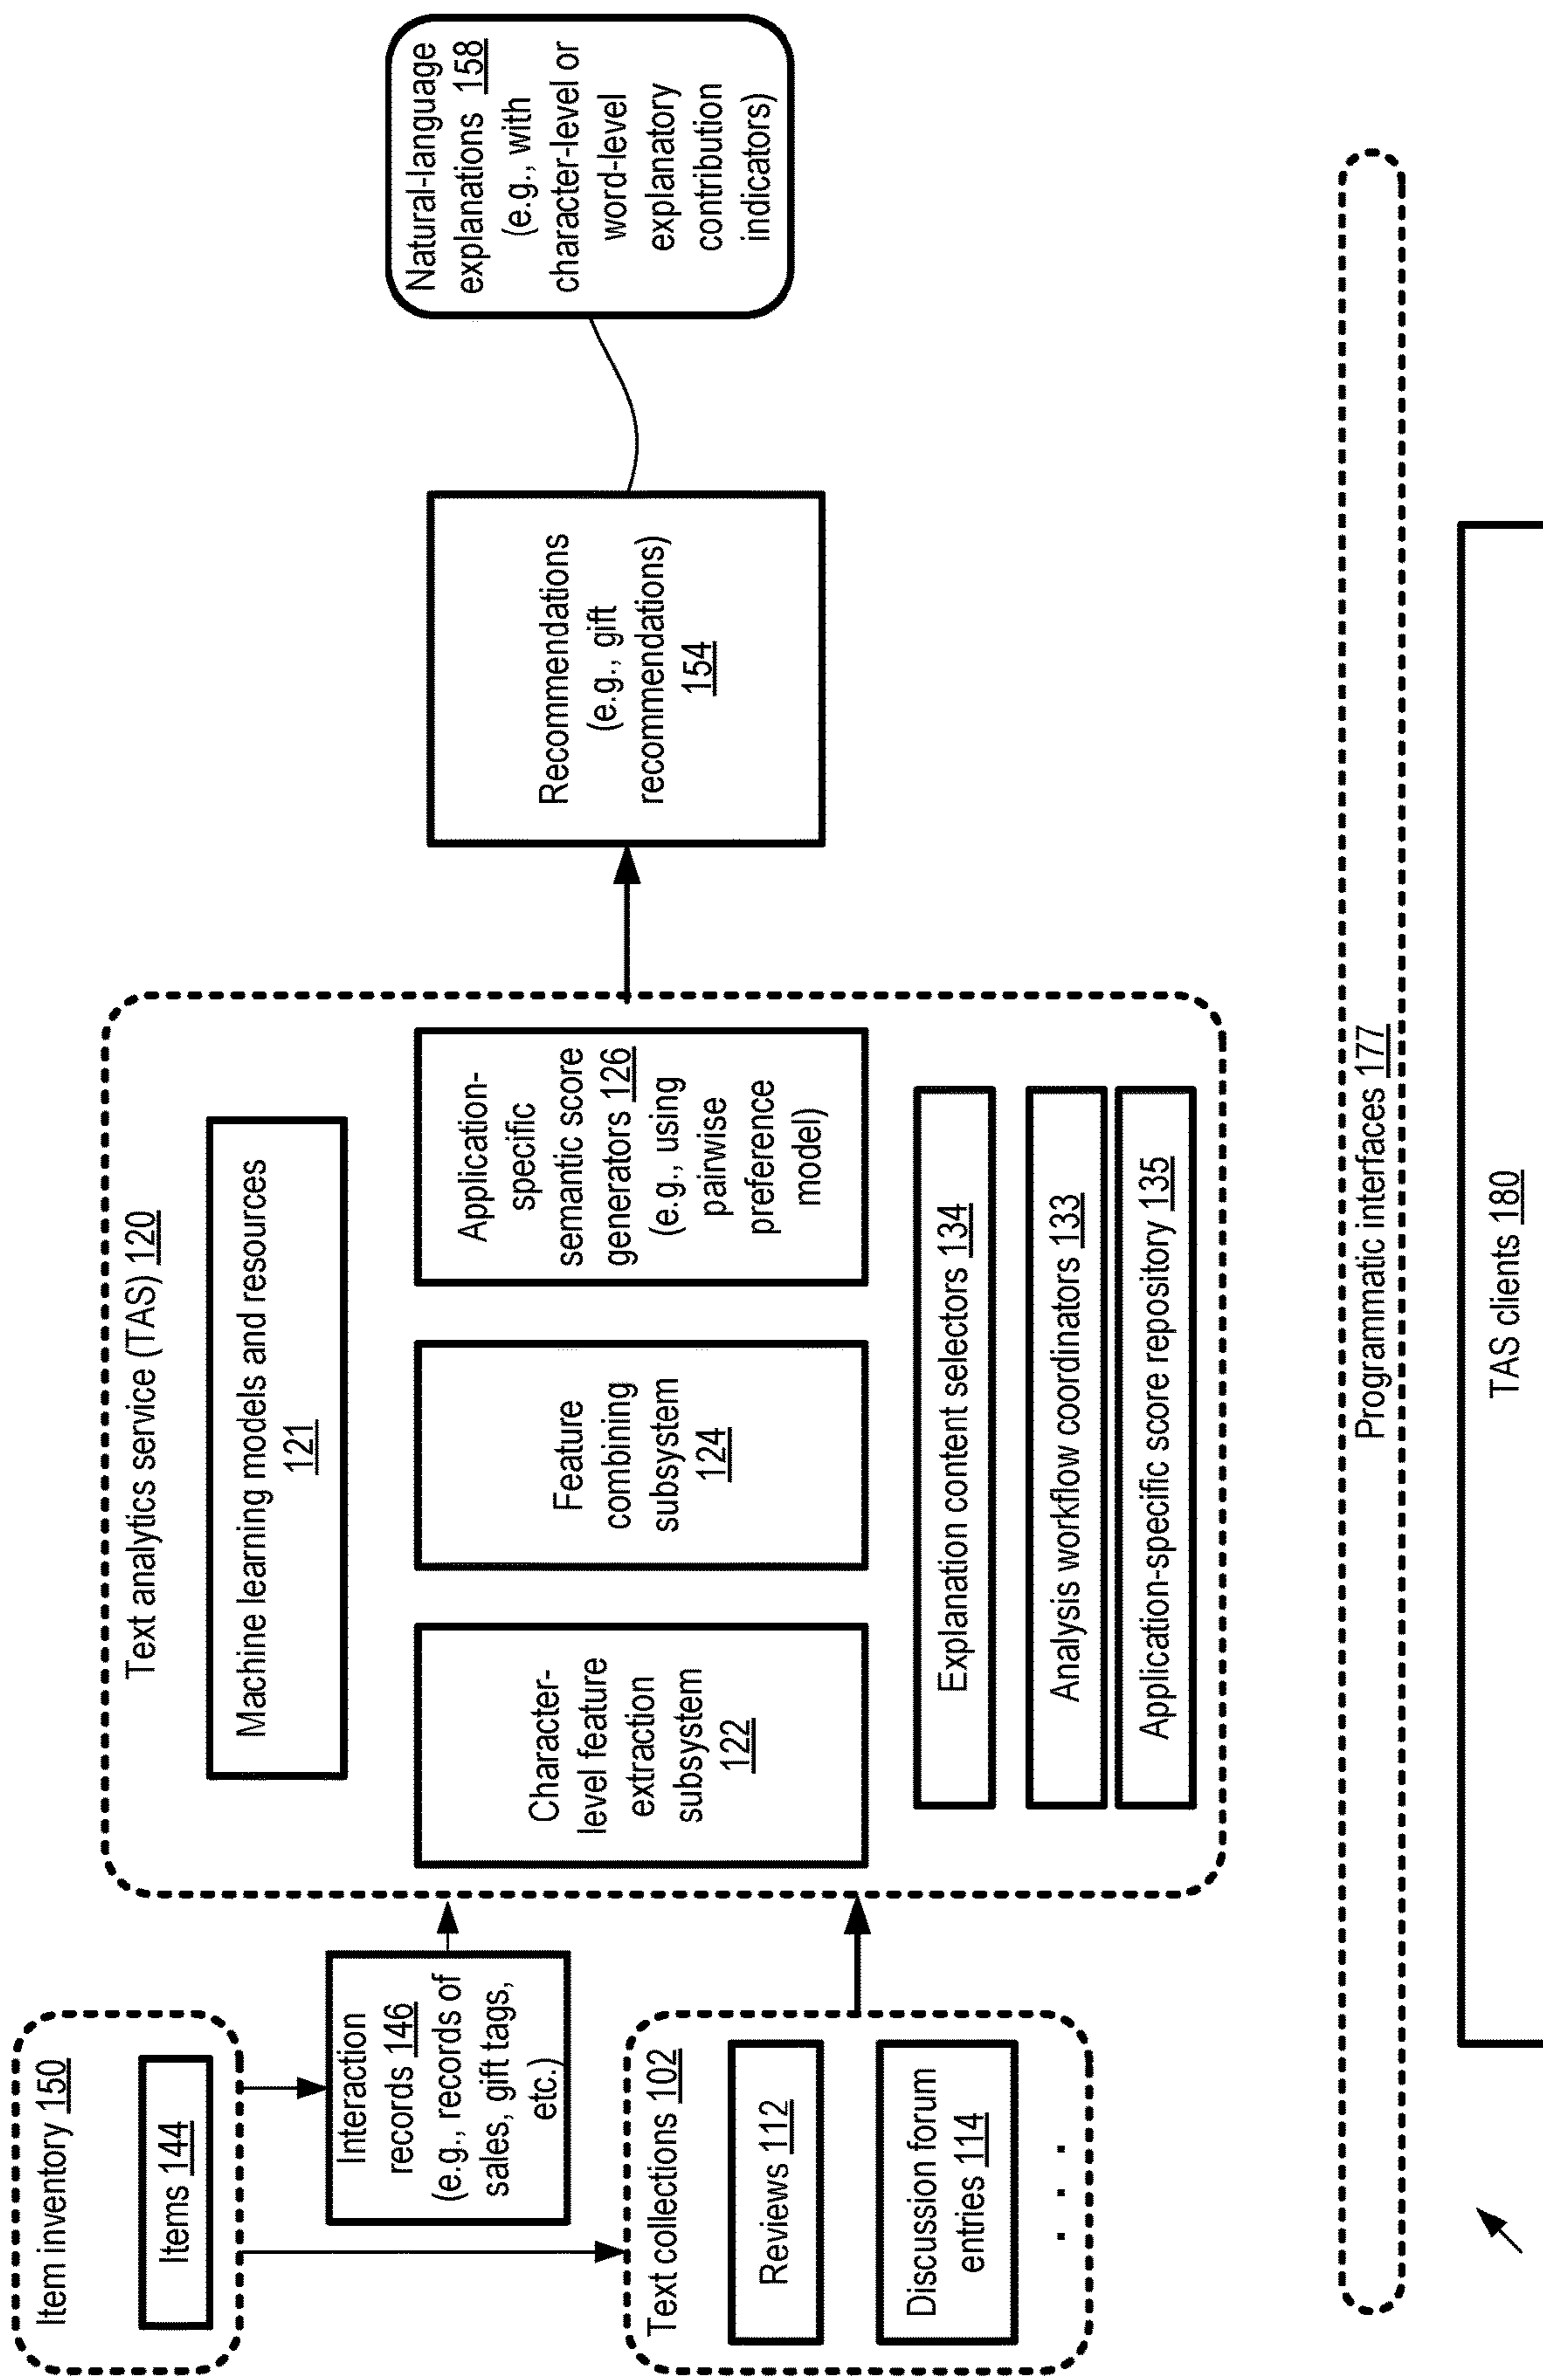 Item inventory 150
Items 144
Interaction
records 146
(e.g., records of
sales, gift tags,
etc.)
Text collections 102
Reviews 112
Discussion forum
entries 114
. . .
Text analytics service (TAS) 120
Machine learning models and resources
121
Character-
level feature
extraction
subsystem
122
Feature
combining
subsystem
124
Application-
specific
semantic score
generators 126
(e.g., using
pairwise
preference
model)
Explanation content selectors 134
Analysis workflow coordinators 133
Application-specific score repository 135
Recommendations
(e.g., gift
recommendations)
154
Natural-language
explanations 158
(e.g., with
character-level or
word-level
explanatory
contribution
indicators)
Programmatic interfaces 177
TAS clients 180